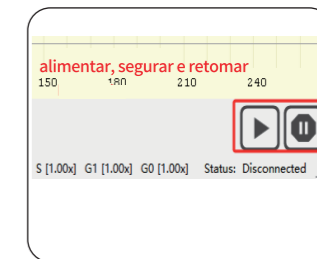 alimentar, segurar e retomar
150 180 210 240
S [1.00x] G1 [1.00x] G0 [1.00x] Status: Disconnected